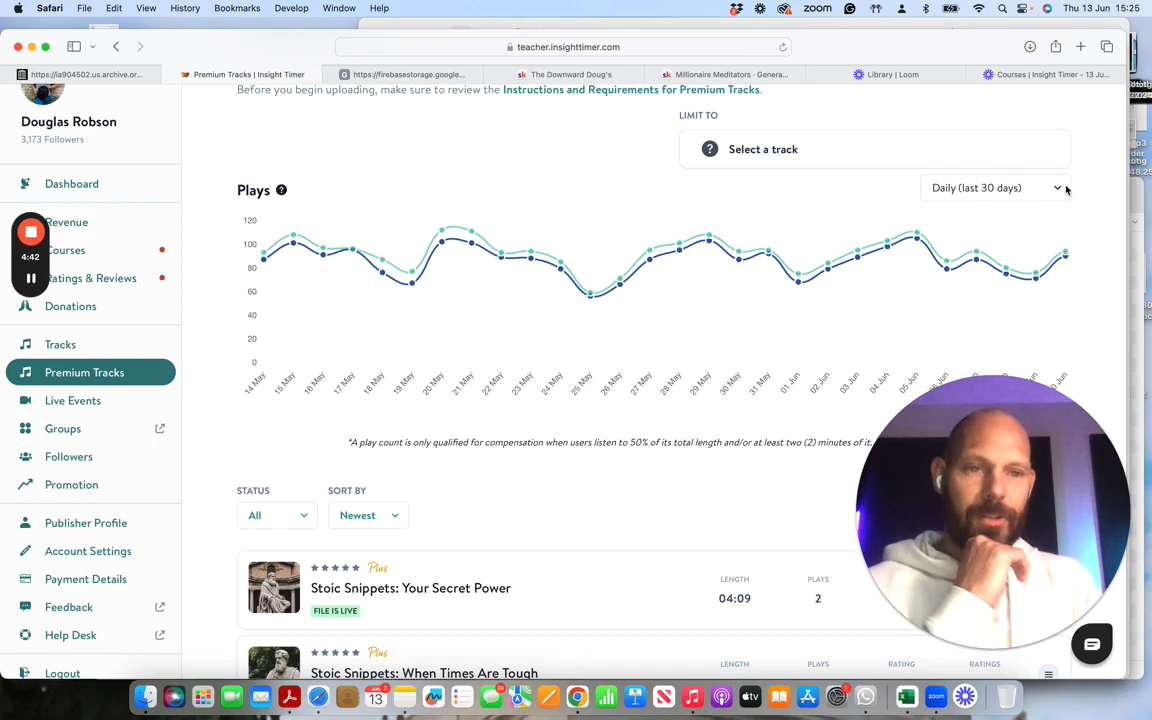 Safari File Edit View History Bookmarks Develop Window Help zoom Thu 13 Jun 15:25
teacher.insighttimer.com
https://ia904502.us.archive.or... Premium Tracks | Insight Timer https://firebasestorage.google... The Downward Doug's Millionaire Meditators - Genera... Library | Loom Courses | Insight Timer - 13 Ju...
Before you begin uploading, make sure to review the Instructions and Requirements for Premium Tracks.
Douglas Robson
3,173 Followers
Dashboard
Revenue
Courses
Ratings & Reviews
Donations
Tracks
Premium Tracks
Live Events
Groups
Followers
Promotion
Publisher Profile
Account Settings
Payment Details
Feedback
Help Desk
Logout
4:42
LIMIT TO
? Select a track
Plays ?
Daily (last 30 days)
120
100
80
60
40
20
0
14 May 15 May 16 May 17 May 18 May 19 May 20 May 21 May 22 May 23 May 24 May 25 May 26 May 27 May 28 May 29 May 30 May 31 May 01 Jun 02 Jun 03 Jun 04 Jun 05 Jun
*A play count is only qualified for compensation when users listen to 50% of its total length and/or at least two (2) minutes of it.
STATUS SORT BY
All Newest
Plus
Stoic Snippets: Your Secret Power
FILE IS LIVE
LENGTH PLAYS
04:09 2
Plus
Stoic Snippets: When Times Are Tough
LENGTH PLAYS RATING RATINGS